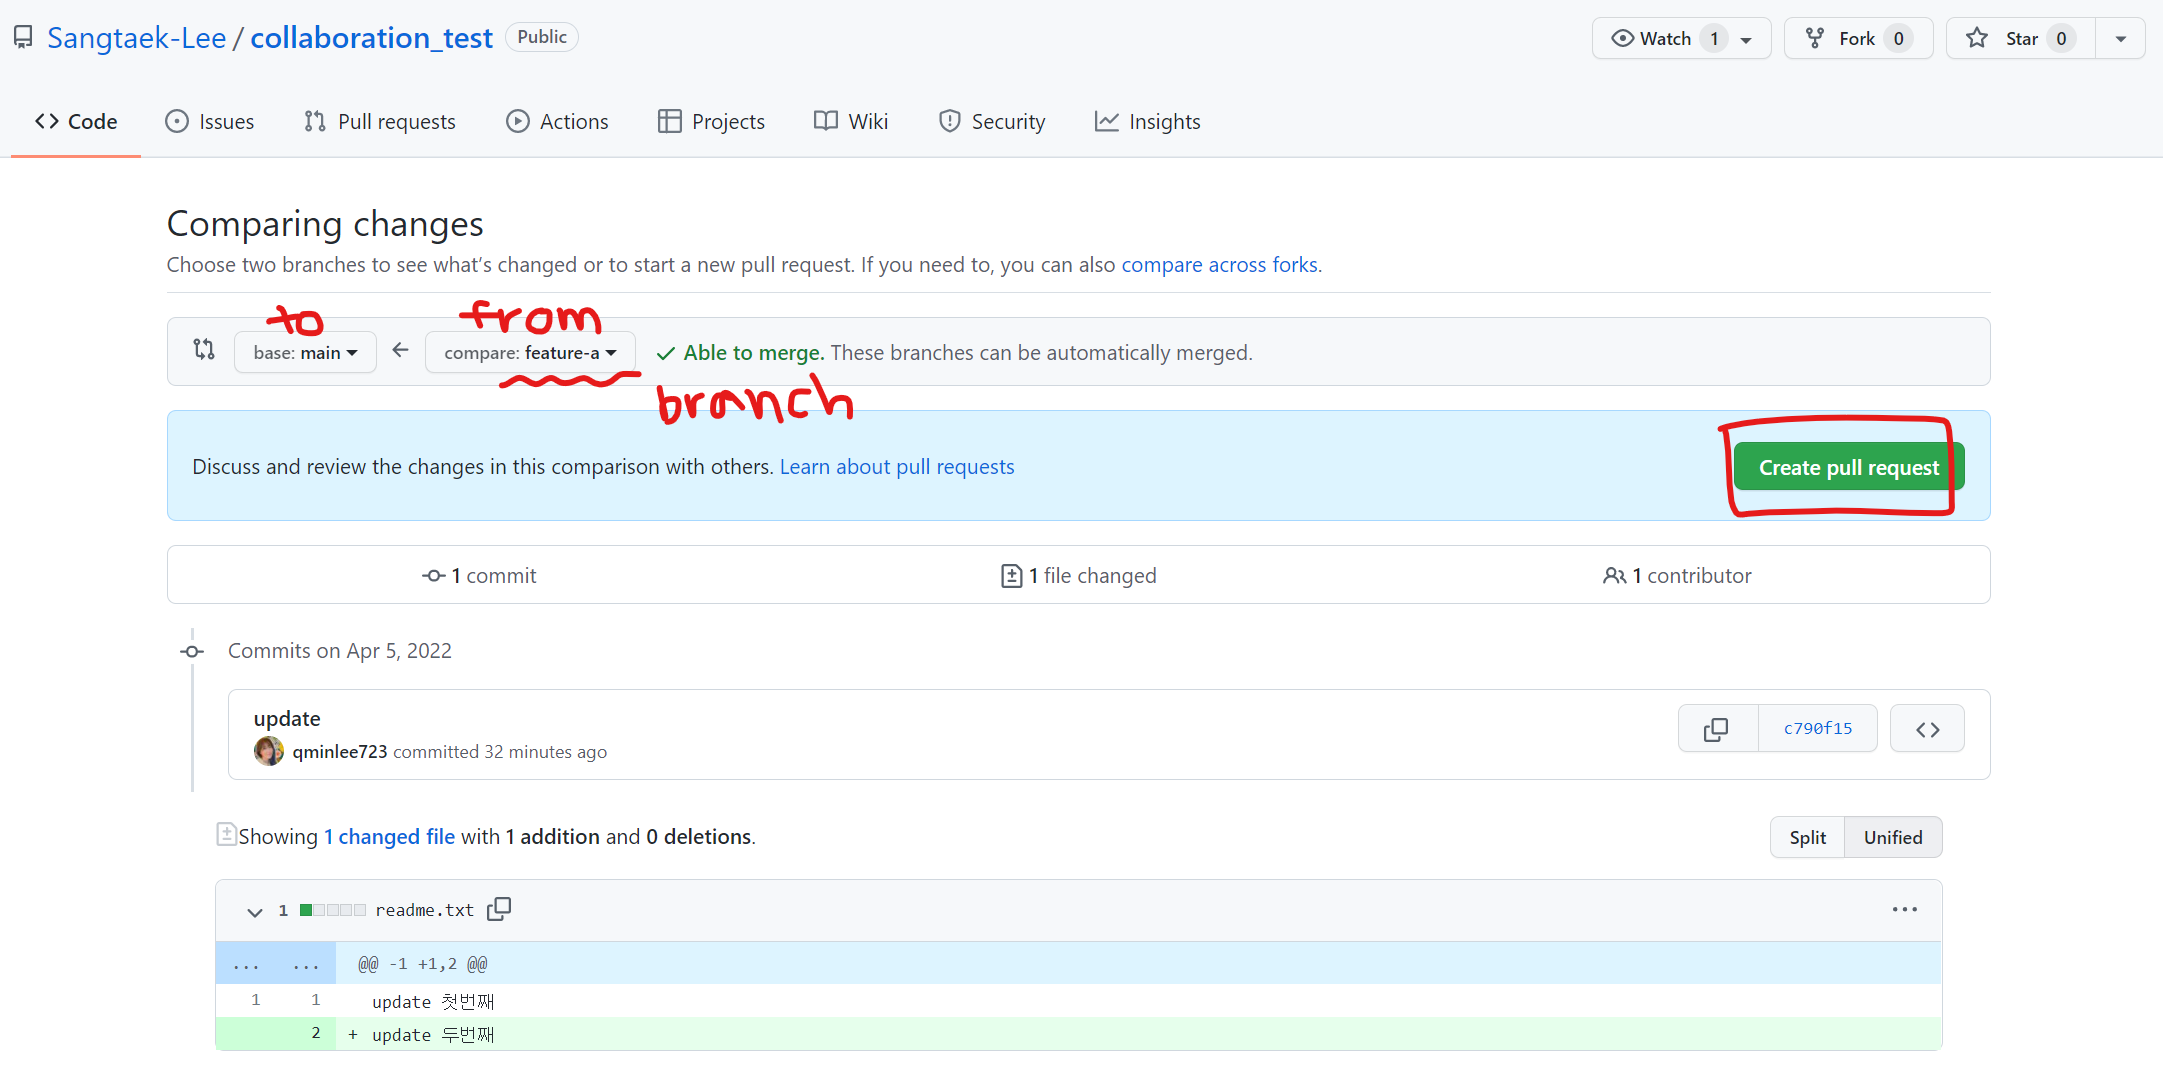 Sangtaek-Lee / collaboration_test Public Watch 1 Fork 0 Star 0
Code Issues Pull requests Actions Projects Wiki Security Insights
Comparing changes
Choose two branches to see what's changed or to start a new pull request. If you need to, you can also compare across forks.
to from
base: main compare: feature-a Able to merge. These branches can be automatically merged.
branch
Discuss and review the changes in this comparison with others. Learn about pull requests Create pull request
1 commit 1 file changed 1 contributor
Commits on Apr 5, 2022
update
qminlee723 committed 32 minutes ago c790f15
Showing 1 changed file with 1 addition and 0 deletions. Split Unified
1 readme.txt
... ... @@ -1 +1,2 @@
1 1 update 첫번째
2 + update 두번째